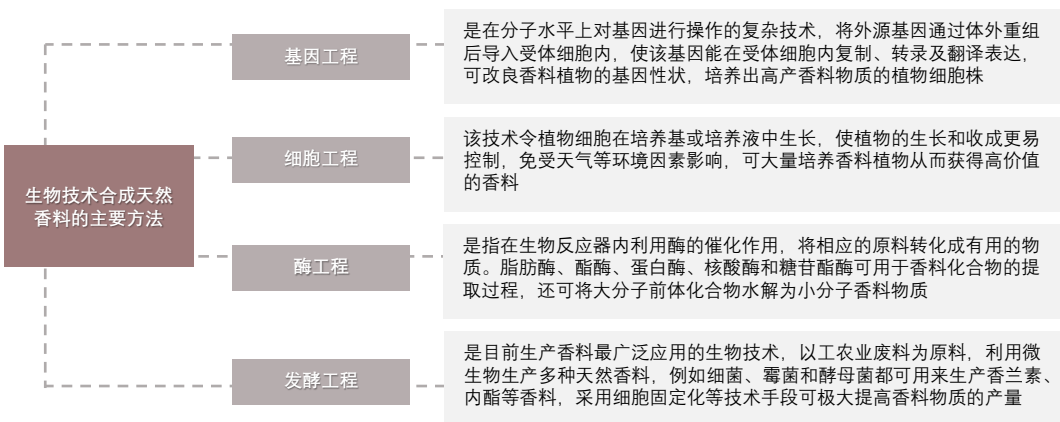 生物技术合成天然
香料的主要方法
基因工程
是在分子水平上对基因进行操作的复杂技术，将外源基因通过体外重组
后导入受体细胞内，使该基因能在受体细胞内复制、转录及翻译表达，
可改良香料植物的基因性状，培养出高产香料物质的植物细胞株
细胞工程
该技术令植物细胞在培养基或培养液中生长，使植物的生长和收成更易
控制，免受天气等环境因素影响，可大量培养香料植物从而获得高价值
的香料
酶工程
是指在生物反应器内利用酶的催化作用，将相应的原料转化成有用的物
质。脂肪酶、酯酶、蛋白酶、核酸酶和糖苷酯酶可用于香料化合物的提
取过程，还可将大分子前体化合物水解为小分子香料物质
发酵工程
是目前生产香料最广泛应用的生物技术，以工农业废料为原料，利用微
生物生产多种天然香料，例如细菌、霉菌和酵母菌都可用来生产香兰素、
内酯等香料，采用细胞固定化等技术手段可极大提高香料物质的产量